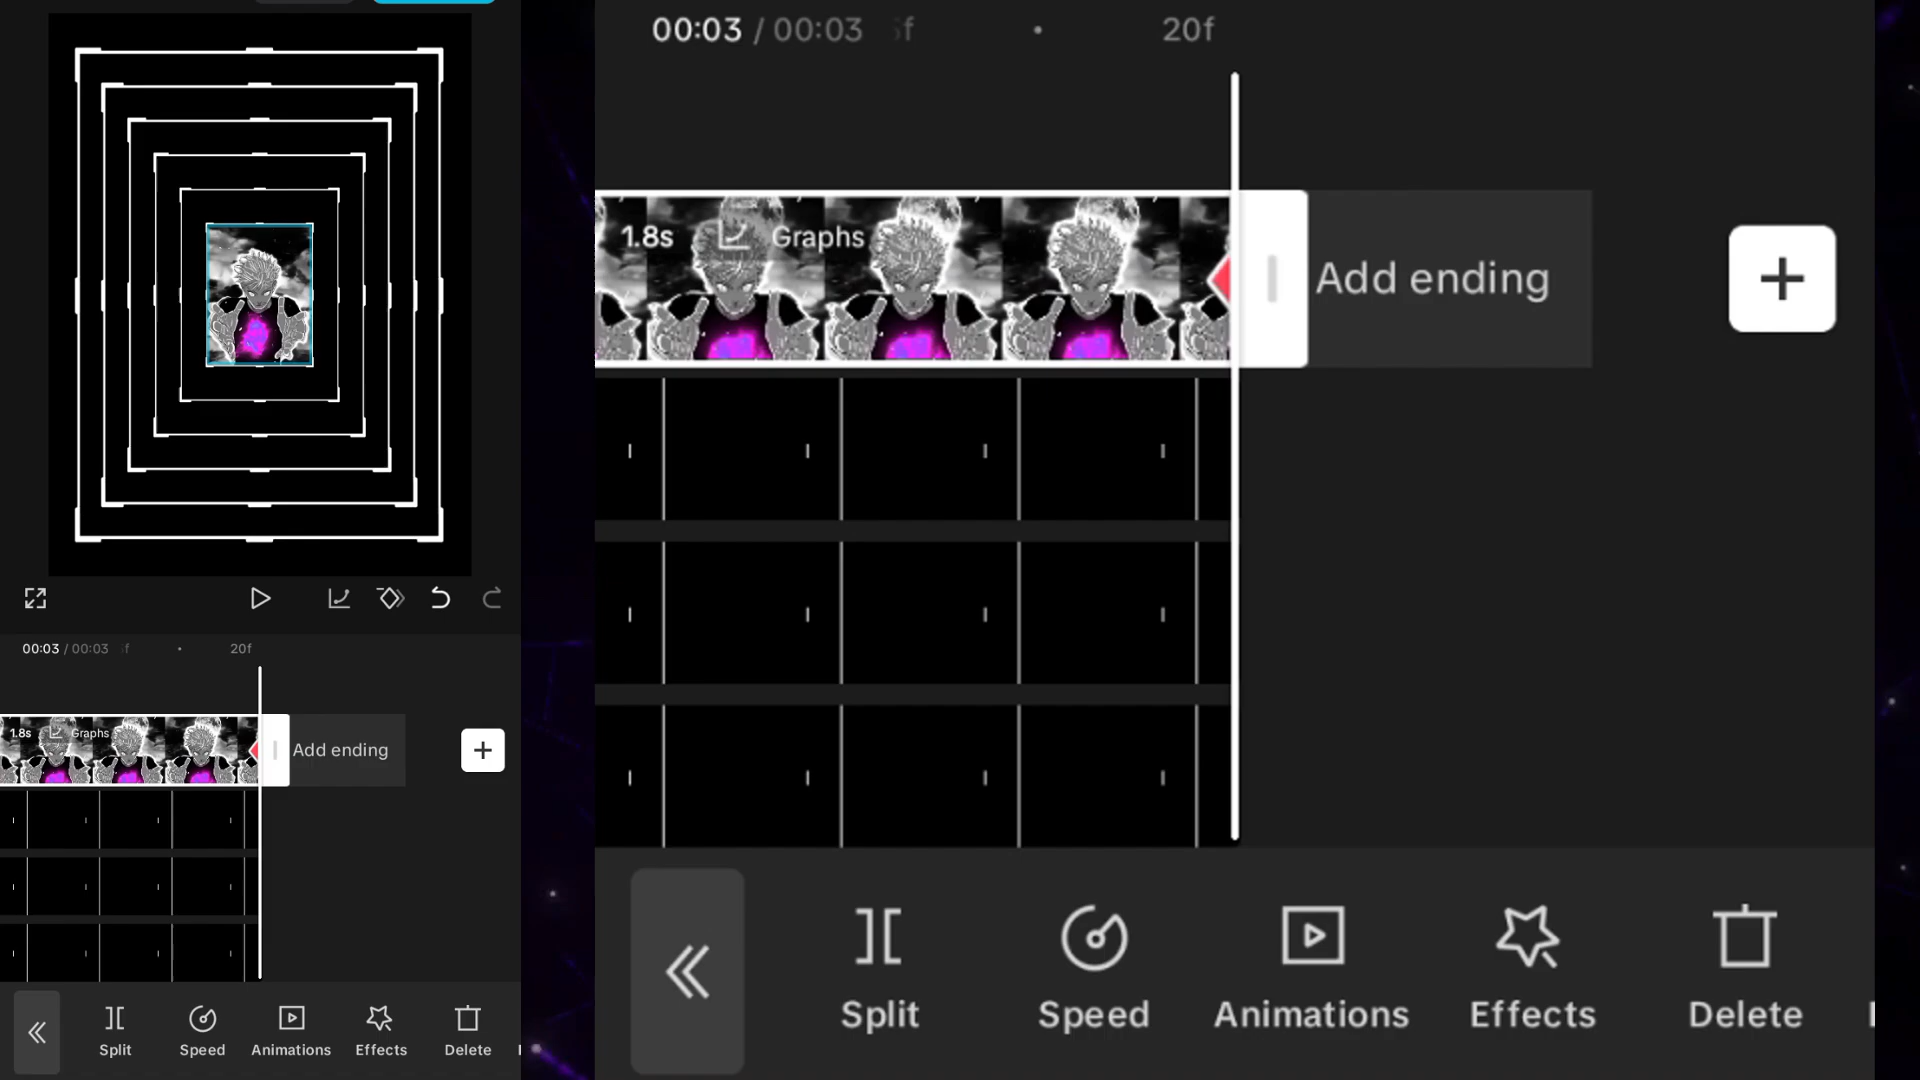 00:03 / 00:03 f 20f
1.8s Graphs
Add ending
Split Speed Animations Effects Delete
00:03 / 00:03 f 20f
1.8s Graphs
Add ending
Split Speed Animations Effects Delete